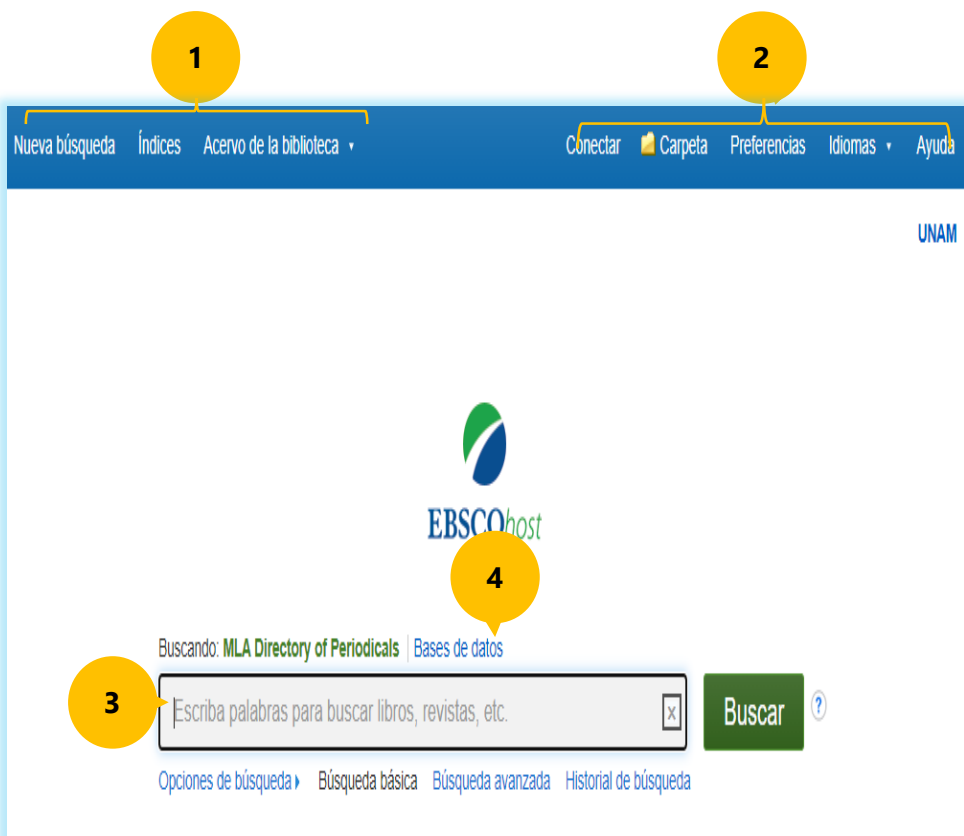 1
2
Nueva búsqueda Índices Acervo de la biblioteca Conectar Carpeta Preferencias Idiomas Ayuda
UNAM
EBSCOhost
4
Buscando: MLA Directory of Periodicals | Bases de datos
3
Escriba palabras para buscar libros, revistas, etc. x Buscar ?
Opciones de búsqueda Búsqueda básica Búsqueda avanzada Historial de búsqueda